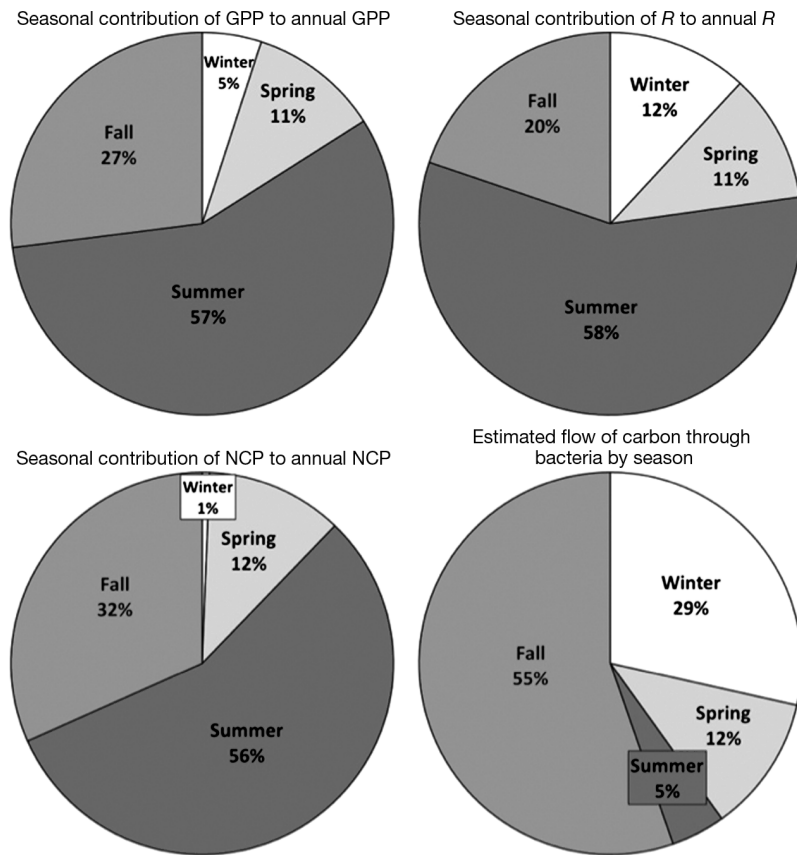 Seasonal contribution of GPP to annual GPP
Winter
5%
Spring
11%
Summer
57%
Fall
27%
Seasonal contribution of R to annual R
Winter
12%
Spring
11%
Summer
58%
Fall
20%
Seasonal contribution of NCP to annual NCP
Winter
1%
Spring
12%
Summer
56%
Fall
32%
Estimated flow of carbon through
bacteria by season
Winter
29%
Spring
12%
Summer
5%
Fall
55%